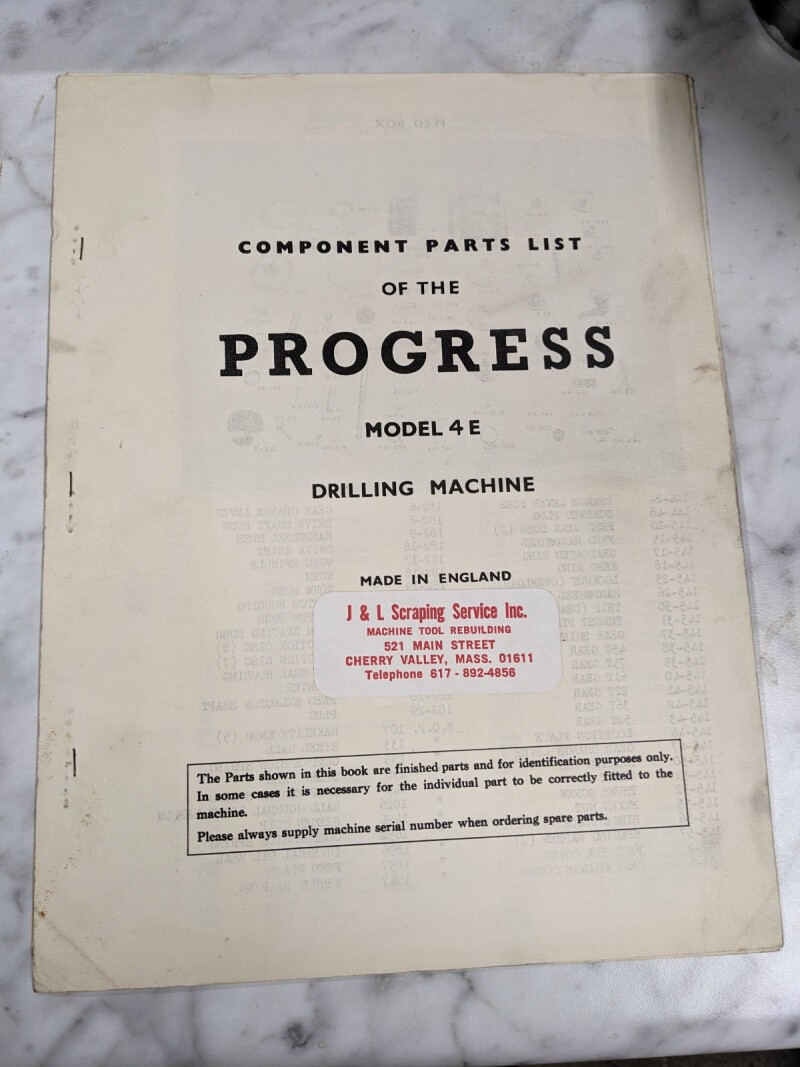 COMPONENT PARTS LIST
OF THE
PROGRESS
MODEL 4E
DRILLING MACHINE
MADE IN ENGLAND
J & L Scraping Service Inc.
MACHINE TOOL REBUILDING
521 MAIN STREET
CHERRY VALLEY, MASS. 01611
Telephone 617-892-4856
The Parts shown in this book are finished parts and for identification purposes only.
In some cases it is necessary for the individual part to be correctly fitted to the
machine.
Please always supply machine serial number when ordering spare parts.